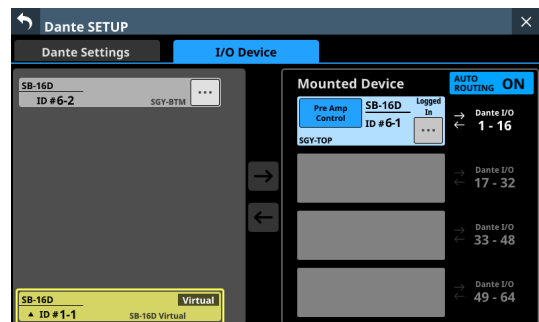 Dante SETUP
Dante Settings
I/O Device
SB-16D
ID #6-2
SGY-BTM
...
SB-16D
Virtual
▲ ID #1-1
SB-16D Virtual
→
←
Mounted Device
AUTO
ROUTING ON
Pre Amp
Control
SB-16D
ID #6-1
Logged
In
...
SGY-TOP
Dante I/O
1 - 16
Dante I/O
17 - 32
Dante I/O
33 - 48
Dante I/O
49 - 64